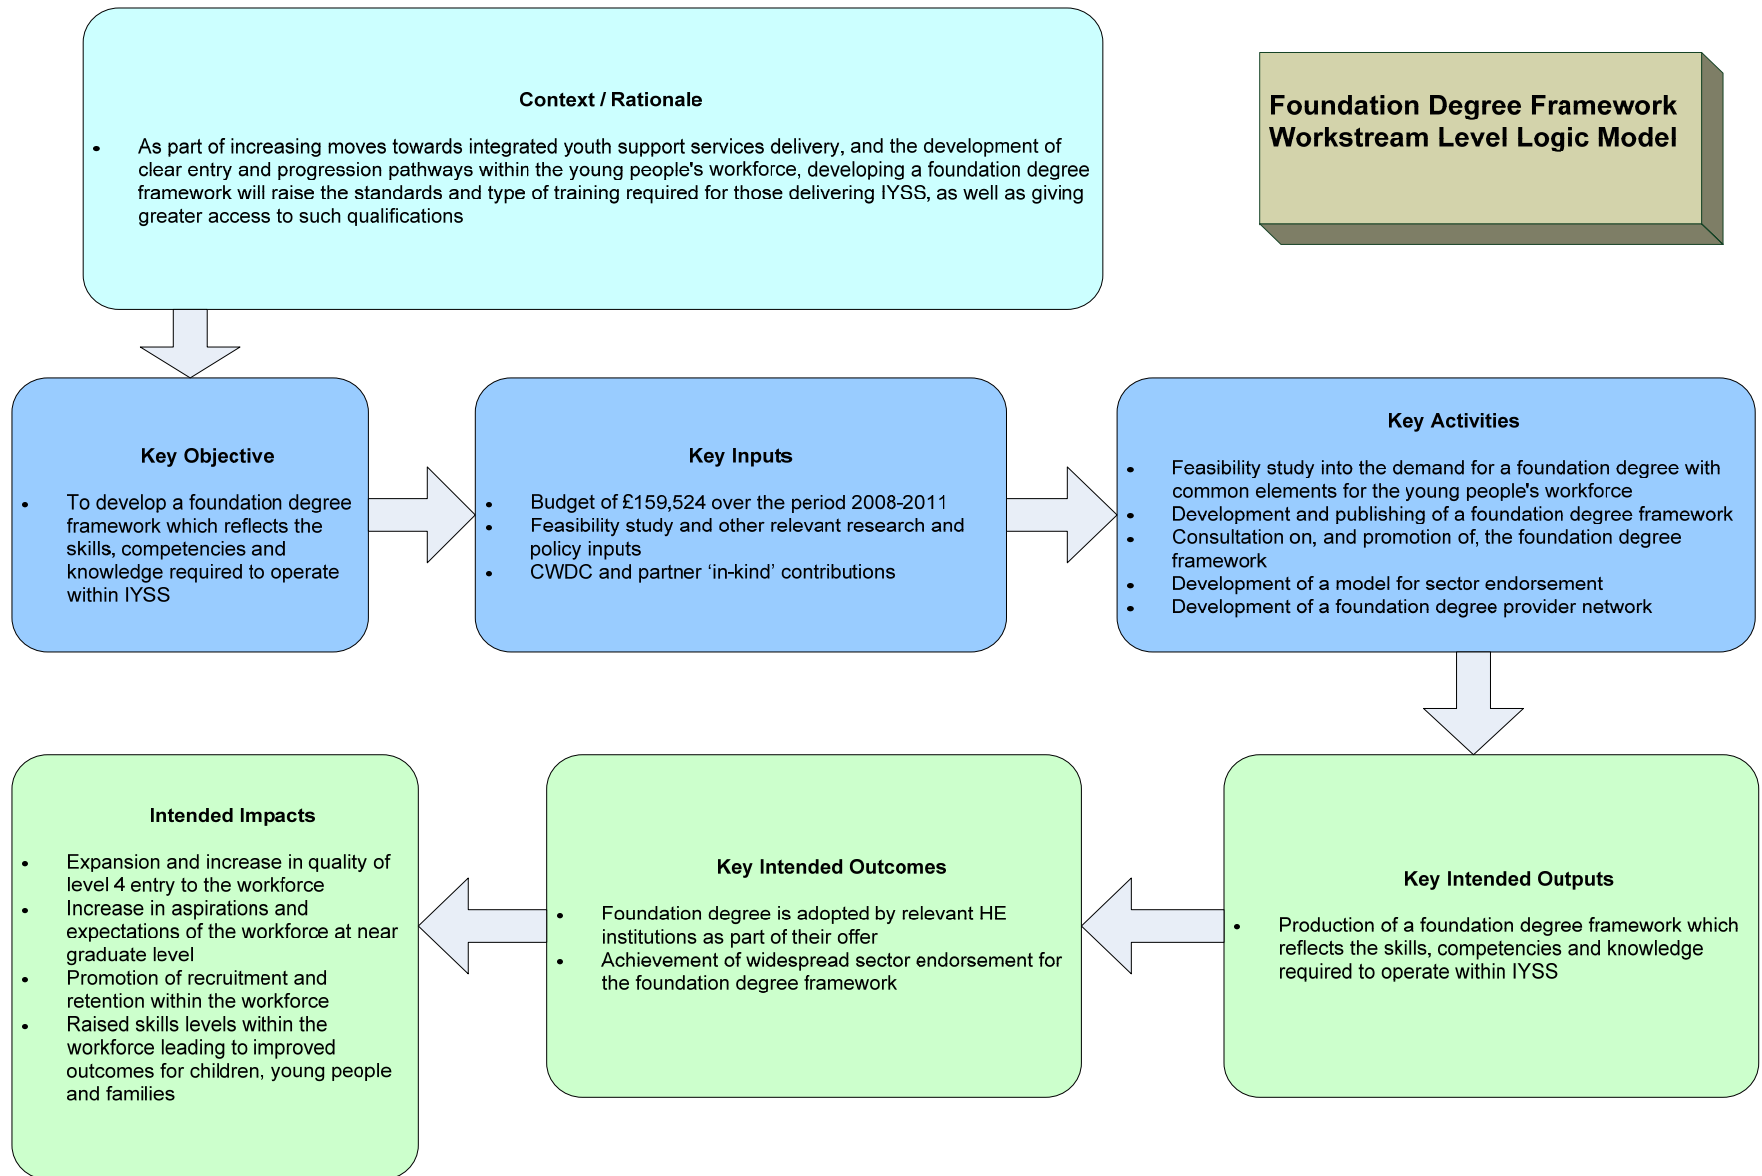 Context / Rationale
• As part of increasing moves towards integrated youth support services delivery, and the development of
clear entry and progression pathways within the young people's workforce, developing a foundation degree
framework will raise the standards and type of training required for those delivering IYSS, as well as giving
greater access to such qualifications
Foundation Degree Framework
Workstream Level Logic Model
Key Objective
• To develop a foundation degree
framework which reflects the
skills, competencies and
knowledge required to operate
within IYSS
Key Inputs
• Budget of £159,524 over the period 2008-2011
• Feasibility study and other relevant research and
policy inputs
• CWDC and partner ‘in-kind’ contributions
Key Activities
• Feasibility study into the demand for a foundation degree with
common elements for the young people's workforce
• Development and publishing of a foundation degree framework
• Consultation on, and promotion of, the foundation degree
framework
• Development of a model for sector endorsement
• Development of a foundation degree provider network
Intended Impacts
• Expansion and increase in quality of
level 4 entry to the workforce
• Increase in aspirations and
expectations of the workforce at near
graduate level
• Promotion of recruitment and
retention within the workforce
• Raised skills levels within the
workforce leading to improved
outcomes for children, young people
and families
Key Intended Outcomes
• Foundation degree is adopted by relevant HE
institutions as part of their offer
• Achievement of widespread sector endorsement for
the foundation degree framework
Key Intended Outputs
• Production of a foundation degree framework which
reflects the skills, competencies and knowledge
required to operate within IYSS